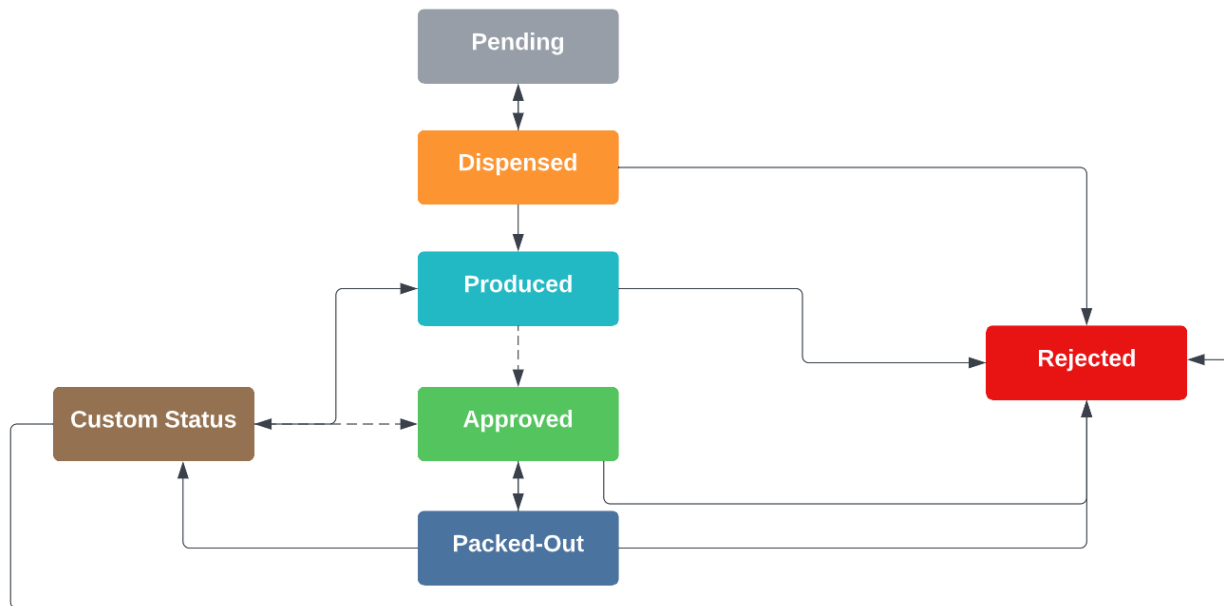 Pending
Dispensed
Produced
Rejected
Custom Status
Approved
Packed-Out